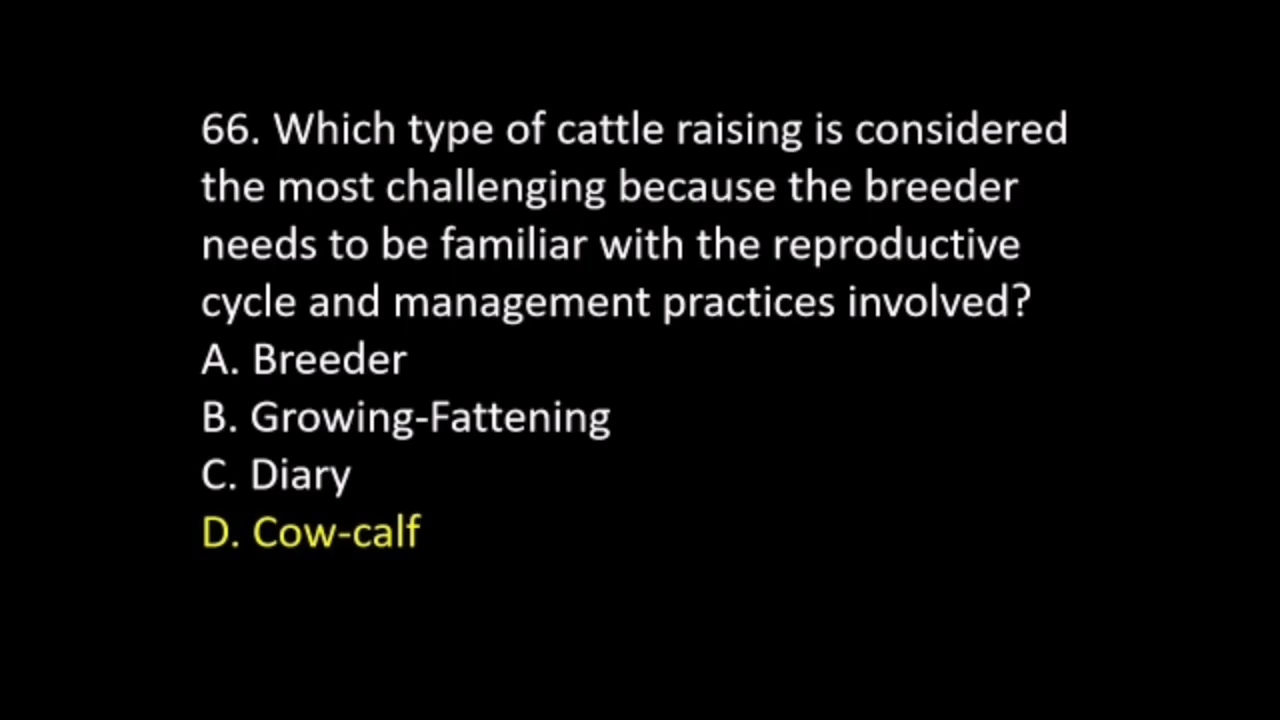 66. Which type of cattle raising is considered
the most challenging because the breeder
needs to be familiar with the reproductive
cycle and management practices involved?
A. Breeder
B. Growing-Fattening
C. Diary
D. Cow-calf